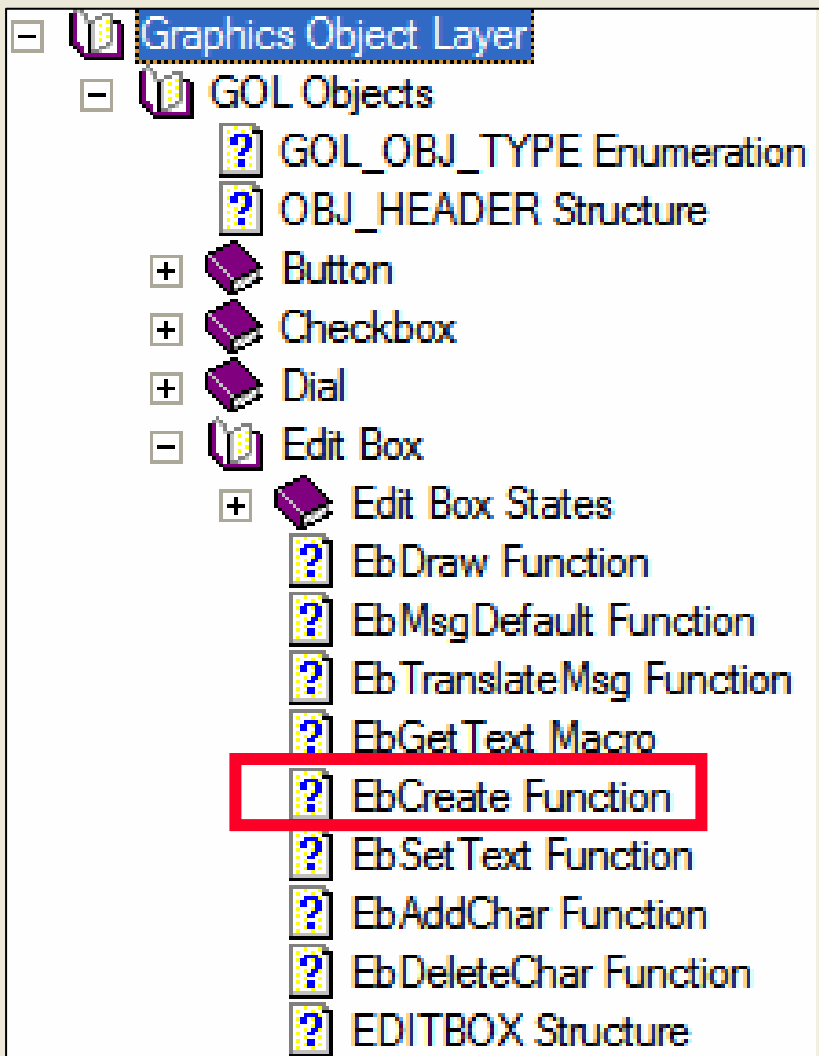 Graphics Object Layer
GOL Objects
GOL_OBJ_TYPE Enumeration
OBJ_HEADER Structure
Button
Checkbox
Dial
Edit Box
Edit Box States
EbDraw Function
EbMsgDefault Function
EbTranslateMsg Function
EbGetText Macro
EbCreate Function
EbSetText Function
EbAddChar Function
EbDeleteChar Function
EDITBOX Structure